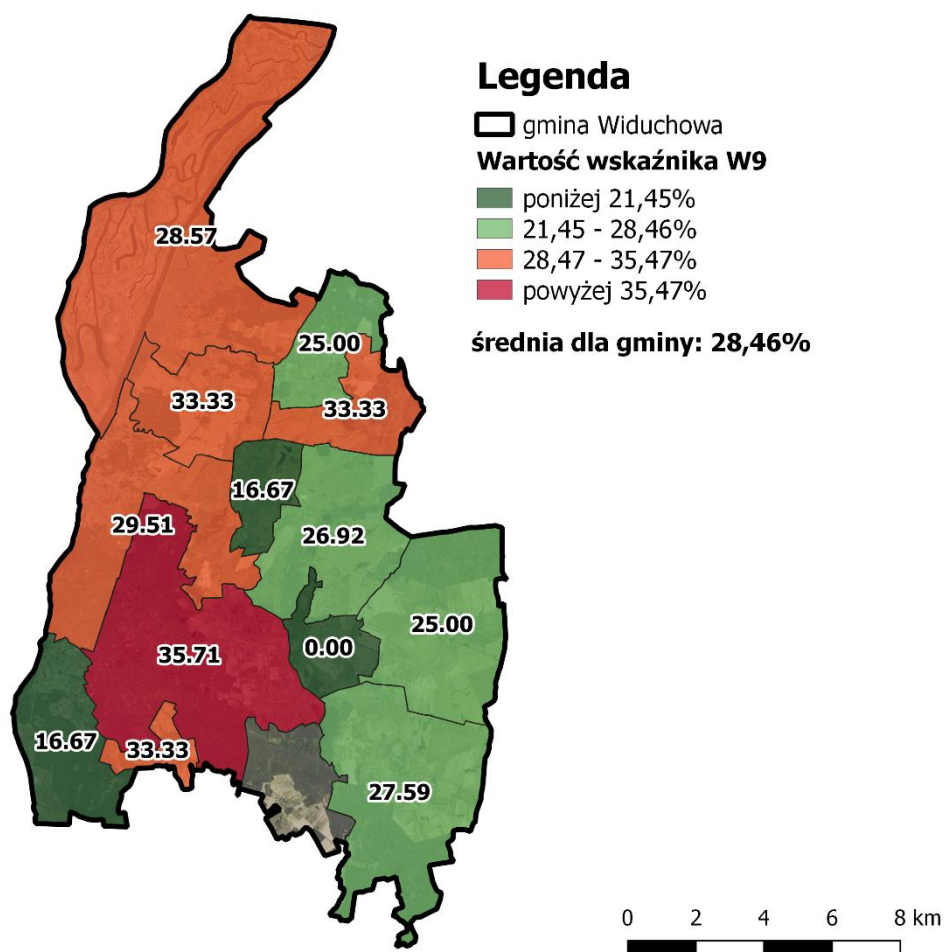 Legenda
gmina Widuchowa
Wartość wskaźnika W9
poniżej 21,45%
21,45 - 28,46%
28,47 - 35,47%
powyżej 35,47%
średnia dla gminy: 28,46%
28.57
25.00
33.33
33.33
16.67
29.51
26.92
25.00
0.00
35.71
16.67
33.33
27.59
0 2 4 6 8 km